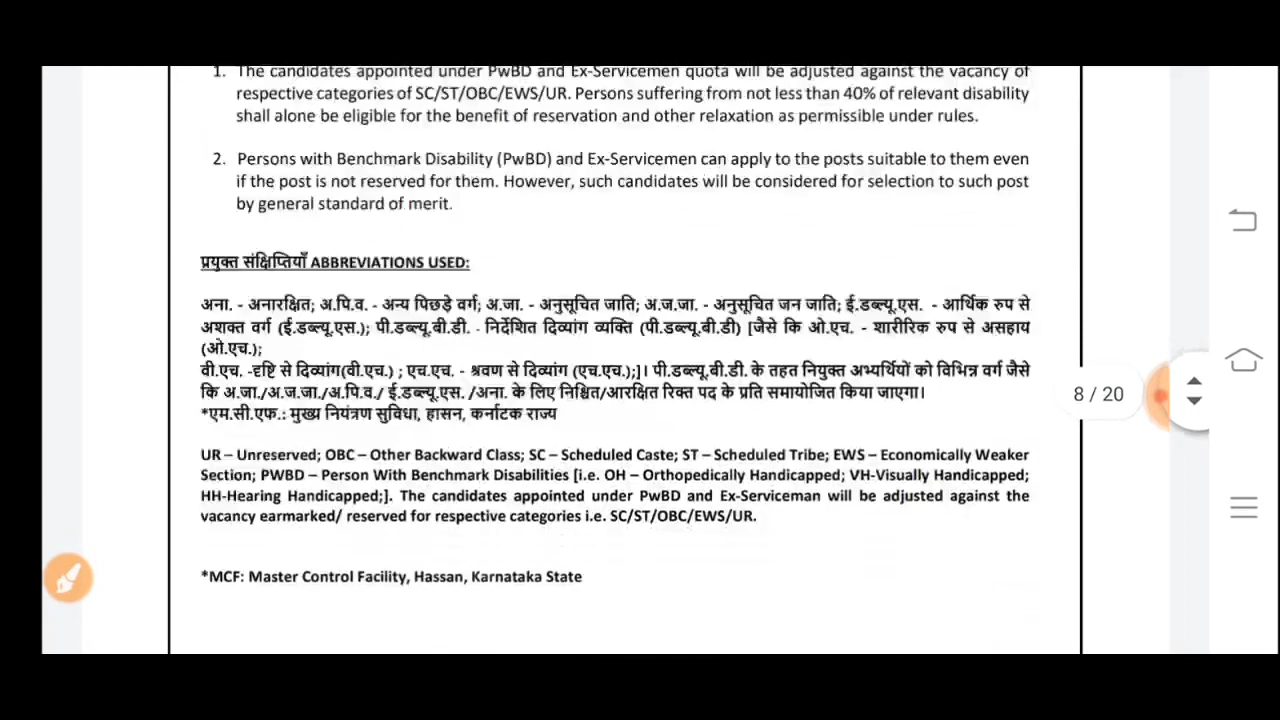 1. The candidates appointed under PwBD and Ex-Servicemen quota will be adjusted against the vacancy of
respective categories of SC/ST/OBC/EWS/UR. Persons suffering from not less than 40% of relevant disability
shall alone be eligible for the benefit of reservation and other relaxation as permissible under rules.
2. Persons with Benchmark Disability (PwBD) and Ex-Servicemen can apply to the posts suitable to them even
if the post is not reserved for them. However, such candidates will be considered for selection to such post
by general standard of merit.
प्रयुक्त संक्षिप्तियाँ ABBREVIATIONS USED:
अना. - अनारक्षित; अ.पि.व. - अन्य पिछड़े वर्ग; अ.जा. - अनुसूचित जाति; अ.ज.जा. - अनुसूचित जन जाति; ई.डब्ल्यू.एस. - आर्थिक रुप से
अशक्त वर्ग (ई.डब्ल्यू.एस.); पी.डब्ल्यू.बी.डी. - निर्देशित दिव्यांग व्यक्ति (पी.डब्ल्यू.बी.डी) [जैसे कि ओ.एच. - शारीरिक रुप से असहाय
(ओ.एच.);
वी.एच. -दृष्टि से दिव्यांग(वी.एच.) ; एच.एच. - श्रवण से दिव्यांग (एच.एच.);]। पी.डब्ल्यू.बी.डी. के तहत नियुक्त अभ्यर्थियों को विभिन्न वर्ग जैसे
कि अ.जा./अ.ज.जा./अ.पि.व./ ई.डब्ल्यू.एस. /अना. के लिए निश्चित/आरक्षित रिक्त पद के प्रति समायोजित किया जाएगा।
*एम.सी.एफ.: मुख्य नियंत्रण सुविधा, हासन, कर्नाटक राज्य
UR – Unreserved; OBC – Other Backward Class; SC – Scheduled Caste; ST – Scheduled Tribe; EWS – Economically Weaker
Section; PWBD – Person With Benchmark Disabilities [i.e. OH – Orthopedically Handicapped; VH-Visually Handicapped;
HH-Hearing Handicapped;]. The candidates appointed under PwBD and Ex-Serviceman will be adjusted against the
vacancy earmarked/ reserved for respective categories i.e. SC/ST/OBC/EWS/UR.
*MCF: Master Control Facility, Hassan, Karnataka State
8 / 20